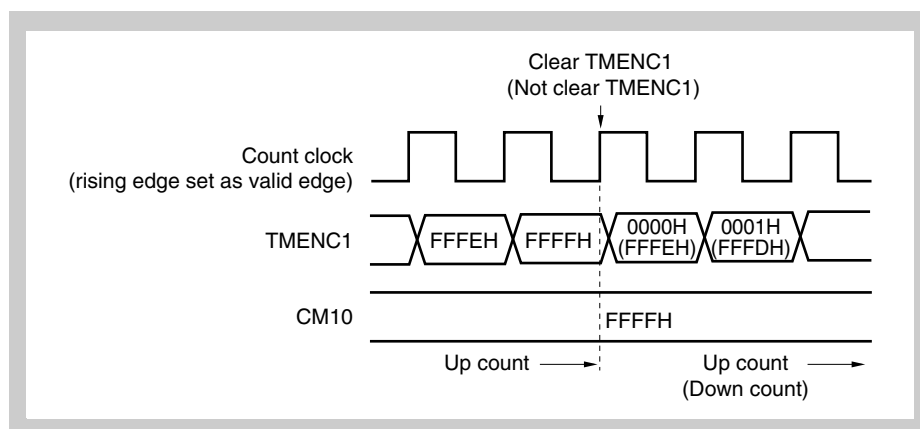 Clear TMENC1
(Not clear TMENC1)
Count clock
(rising edge set as valid edge)
TMENC1
FFFEH
FFFFH
0000H
(FFFEH)
0001H
(FFFDH)
CM10
FFFFH
Up count
Up count
(Down count)